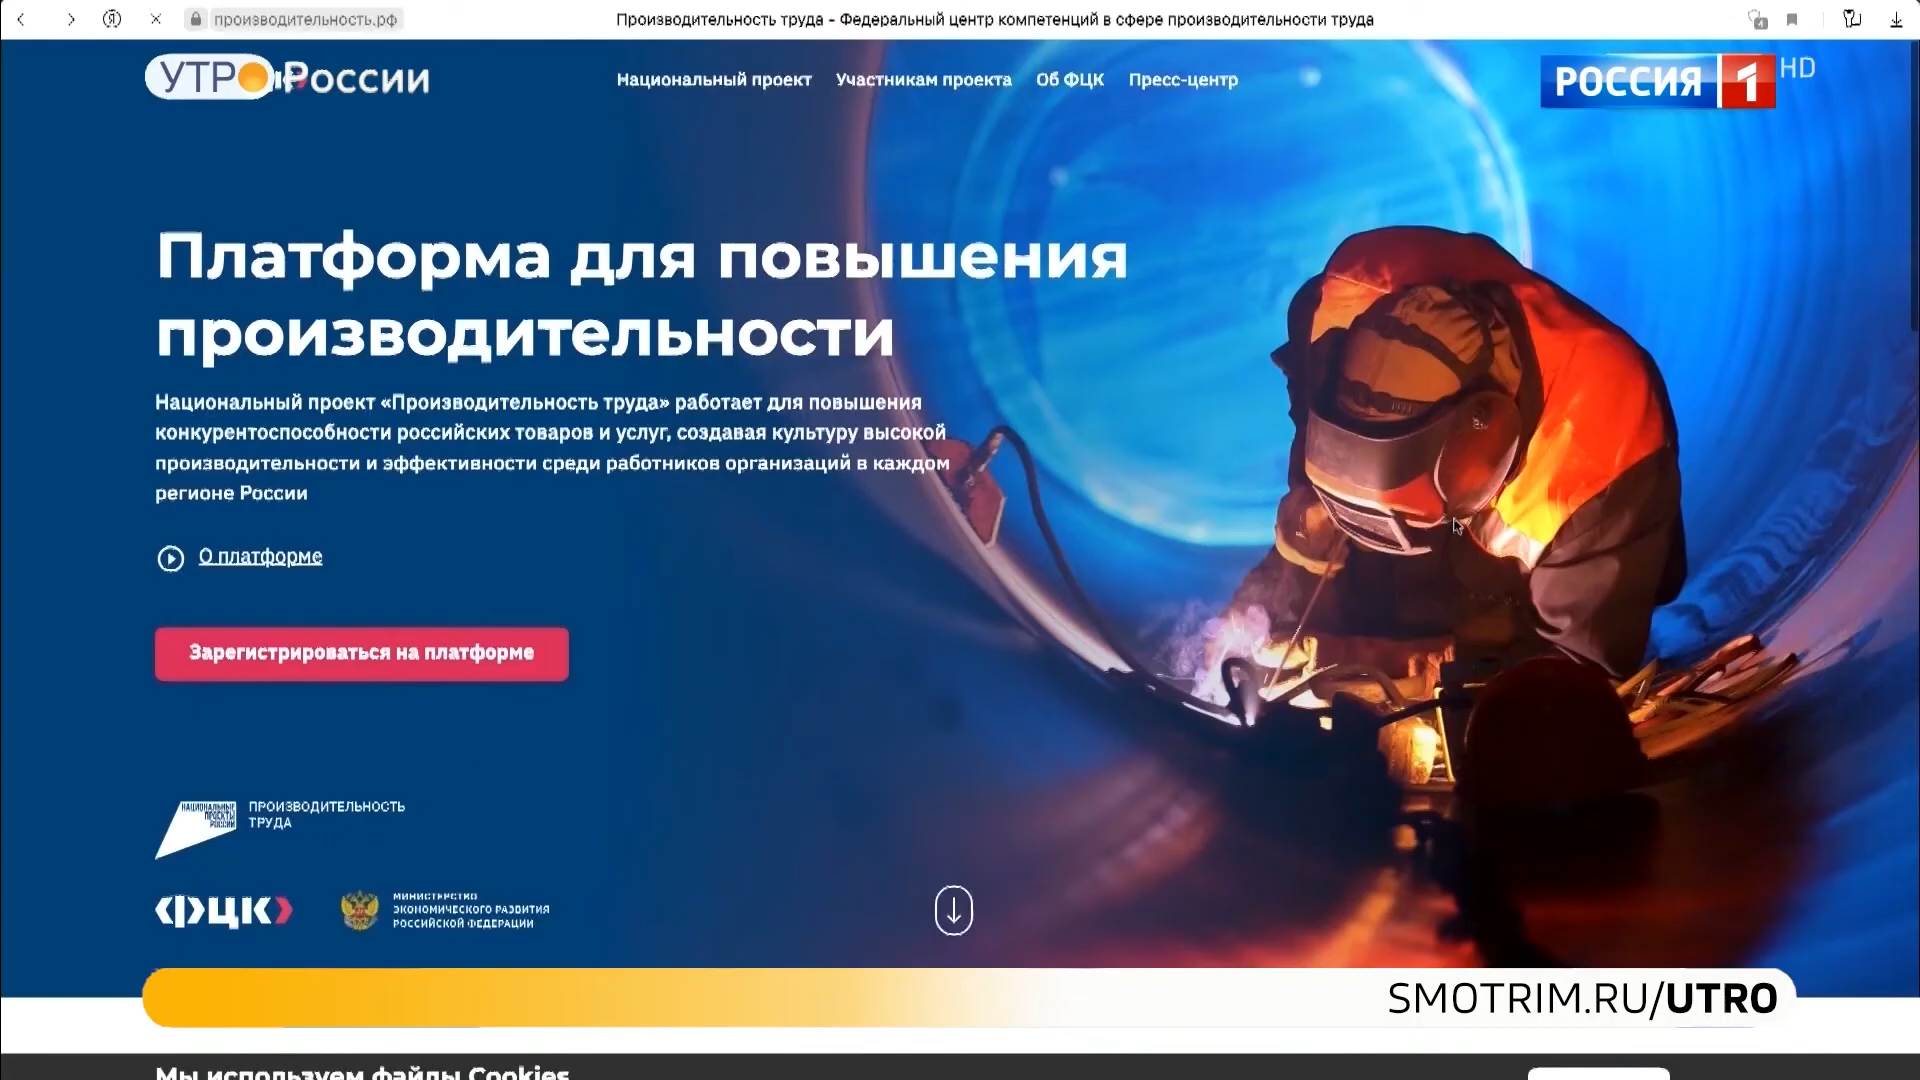 производительность.рф
Производительность труда - Федеральный центр компетенций в сфере производительности труда
УТРО РОССИИ
Национальный проект
Участникам проекта
Об ФЦК
Пресс-центр
РОССИЯ 1 HD
Платформа для повышения
производительности
Национальный проект «Производительность труда» работает для повышения
конкурентоспособности российских товаров и услуг, создавая культуру высокой
производительности и эффективности среди работников организаций в каждом
регионе России
О платформе
Зарегистрироваться на платформе
НАЦИОНАЛЬНЫЕ
ПРОЕКТЫ
РОССИИ
ПРОИЗВОДИТЕЛЬНОСТЬ
ТРУДА
ФЦК
МИНИСТЕРСТВО
ЭКОНОМИЧЕСКОГО РАЗВИТИЯ
РОССИЙСКОЙ ФЕДЕРАЦИИ
SMOTRIM.RU/UTRO
Мы используем файлы Cookies